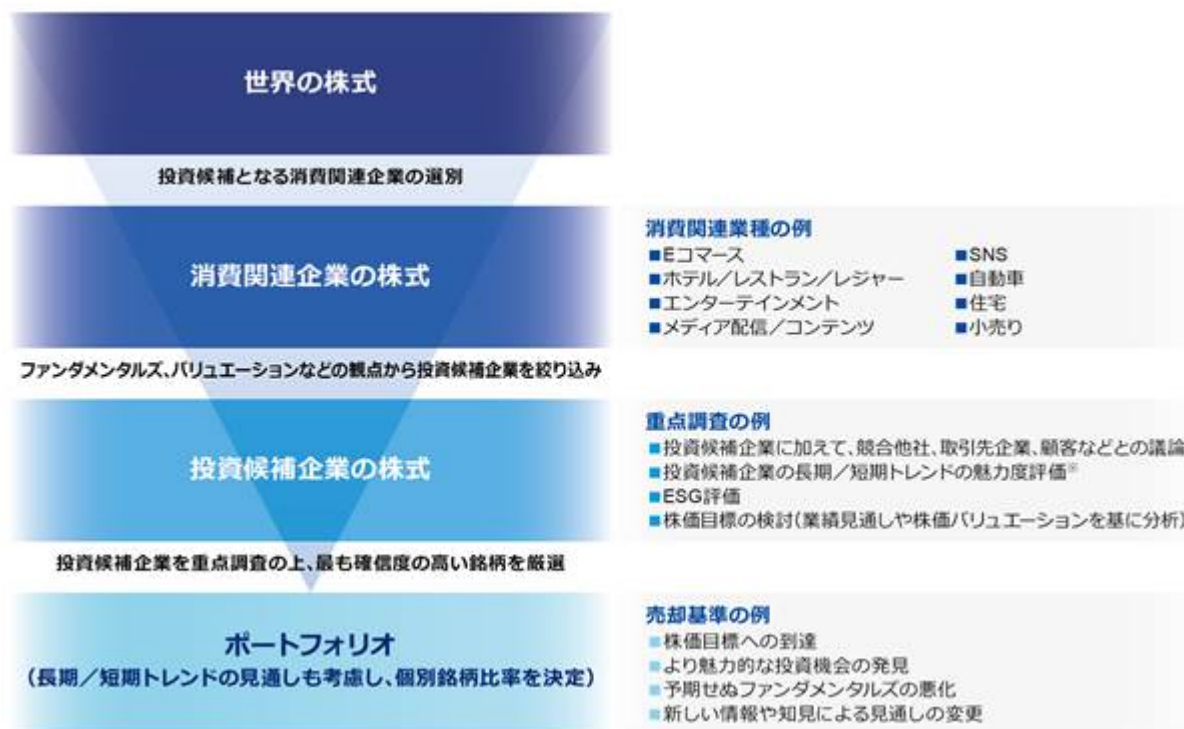 世界の株式
投資候補となる消費関連企業の選別
消費関連企業の株式
消費関連業種の例
■Eコマース
■ホテル/レストラン/レジャー
■エンターテインメント
■メディア配信/コンテンツ
■SNS
■自動車
■住宅
■小売り
ファンダメンタルズ、バリュエーションなどの観点から投資候補企業を絞り込み
投資候補企業の株式
重点調査の例
■投資候補企業に加えて、競合他社、取引先企業、顧客などとの議論
■投資候補企業の長期/短期トレンドの魅力度評価※
■ESG評価
■株価目標の検討(業績見通しや株価バリュエーションを基に分析)
投資候補企業を重点調査の上、最も確信度の高い銘柄を厳選
ポートフォリオ
(長期/短期トレンドの見通しも考慮し、個別銘柄比率を決定)
売却基準の例
■株価目標への到達
■より魅力的な投資機会の発見
■予期せぬファンダメンタルズの悪化
■新しい情報や知見による見通しの変更